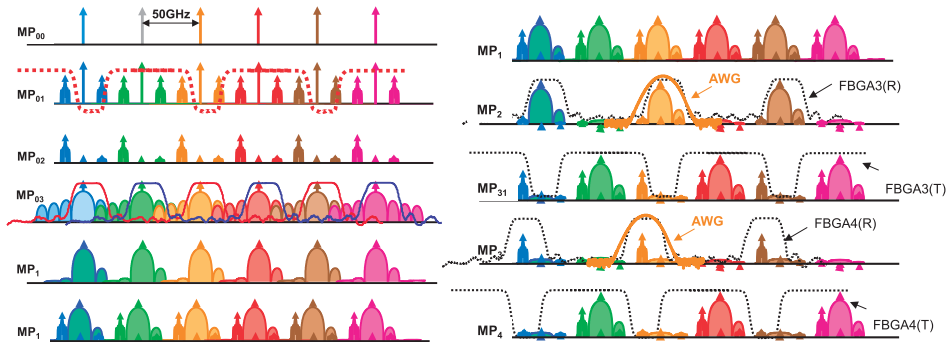 50GHz
MP00
MP01
MP02
MP03
MP1
MP1
MP1
AWG
FBGA3(R)
MP2
MP31
FBGA3(T)
AWG
FBGA4(R)
MP3
MP4
FBGA4(T)